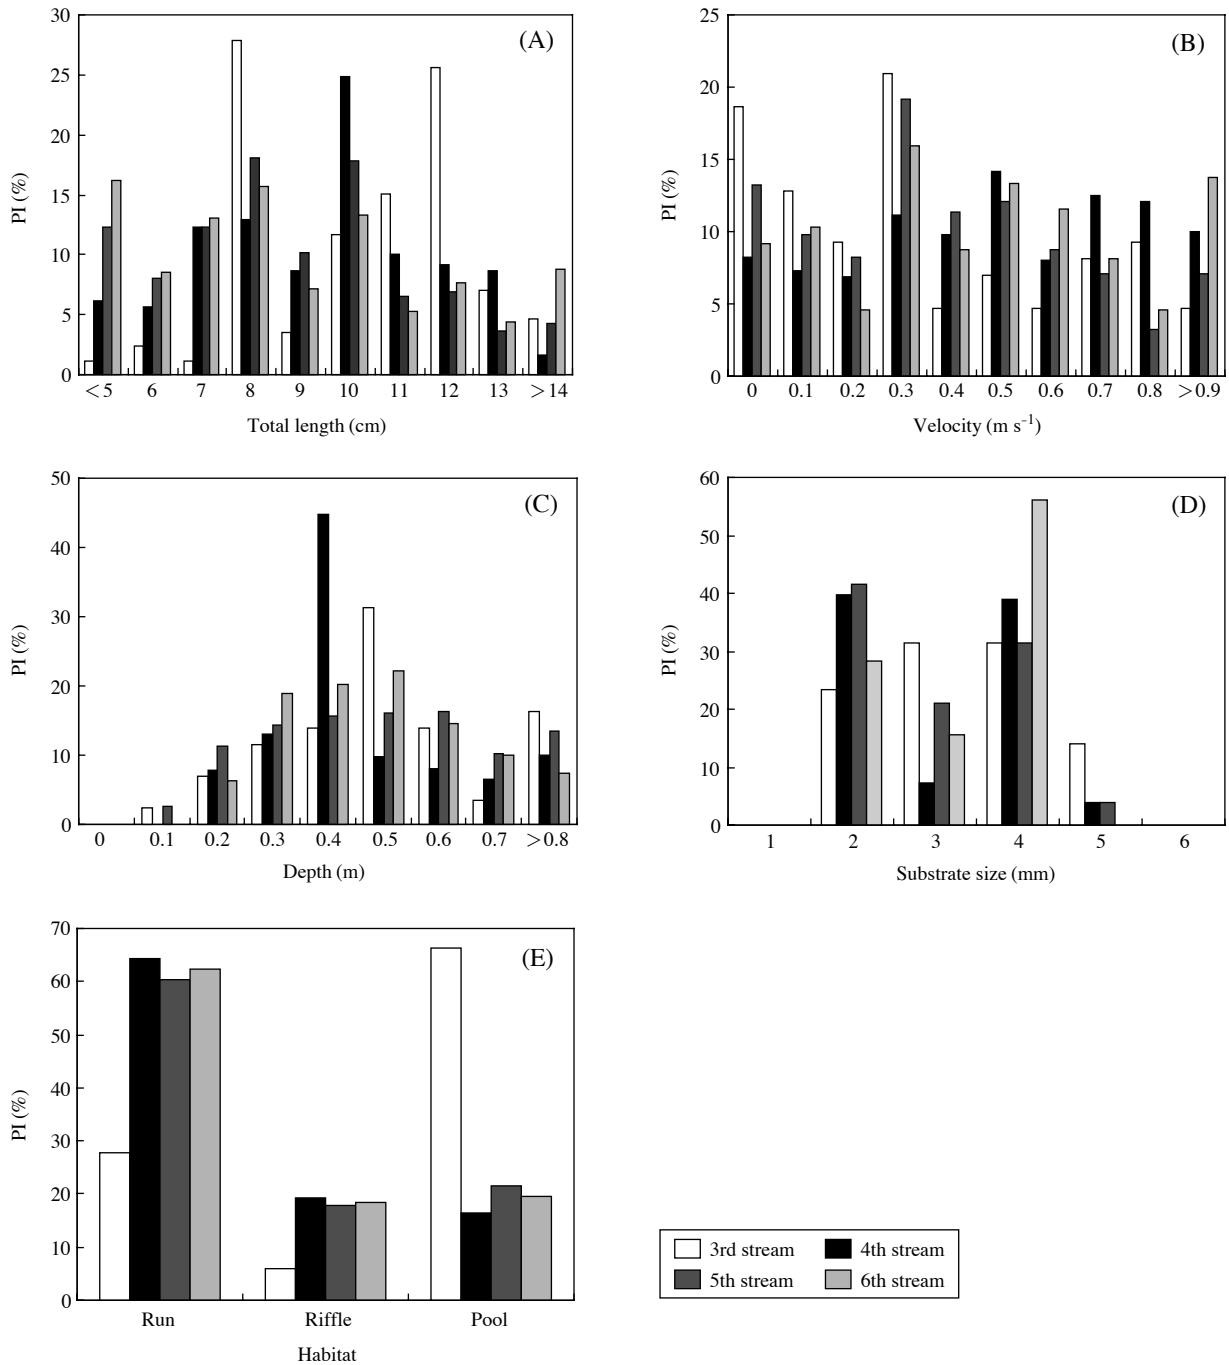 (A)
PI (%)
30
25
20
15
10
5
0
<5 6 7 8 9 10 11 12 13 >14
Total length (cm)
(B)
PI (%)
25
20
15
10
5
0
0 0.1 0.2 0.3 0.4 0.5 0.6 0.7 0.8 >0.9
Velocity (m s-1)
(C)
PI (%)
50
40
30
20
10
0
0 0.1 0.2 0.3 0.4 0.5 0.6 0.7 >0.8
Depth (m)
(D)
PI (%)
60
50
40
30
20
10
0
1 2 3 4 5 6
Substrate size (mm)
(E)
PI (%)
70
60
50
40
30
20
10
0
Run Riffle Pool
Habitat
3rd stream 4th stream
5th stream 6th stream